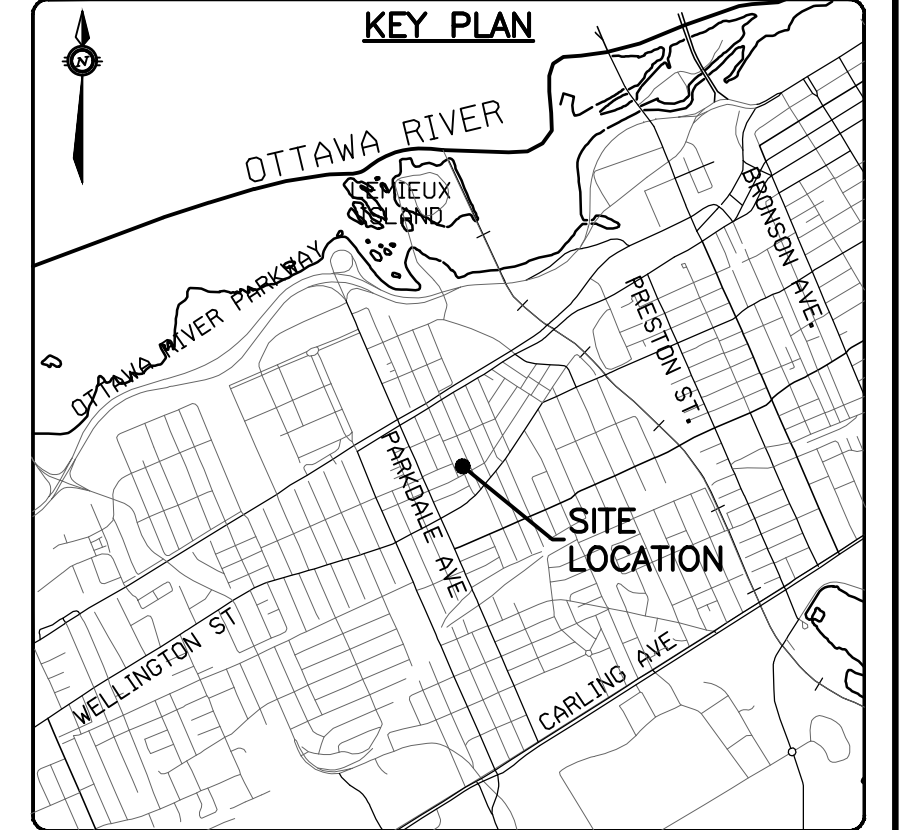 KEY PLAN
N
OTTAWA RIVER
LEMIEUX
ISLAND
BRONSON AVE.
OTTAWA RIVER PARKWAY
PRESTON ST.
PARKDALE AVE
SITE
LOCATION
WELLINGTON ST
CARLING AVE